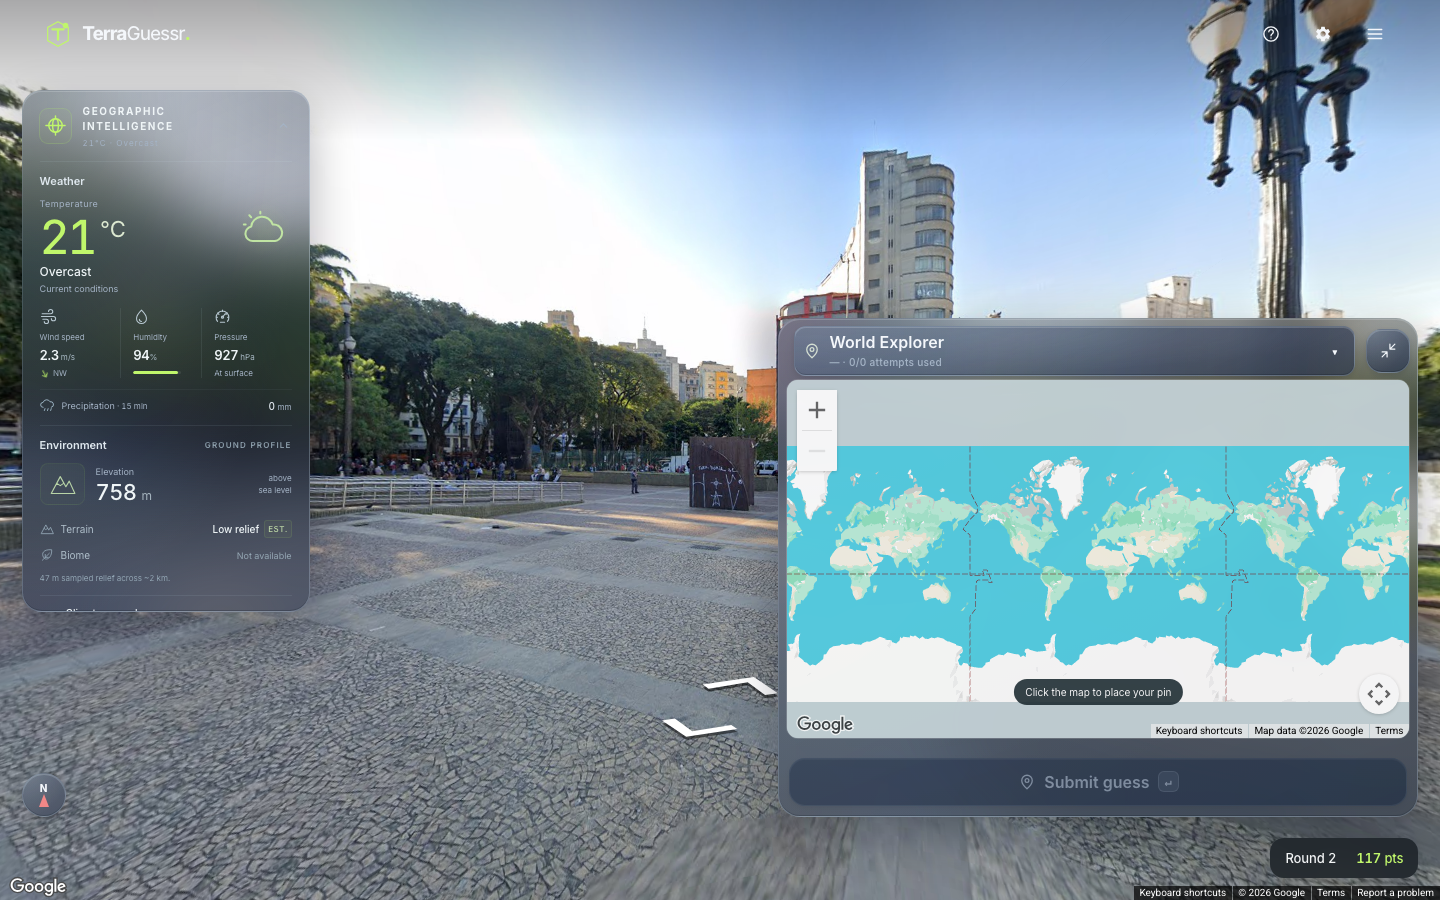 TerraGuessr.
GEOGRAPHIC
INTELLIGENCE
21°C · Overcast
Weather
Temperature
21 °C
Overcast
Current conditions
Wind speed
2.3 m/s
NW
Humidity
94%
Pressure
927 hPa
At surface
Precipitation · 15 min
0 mm
Environment
GROUND PROFILE
Elevation
758 m
above
sea level
Terrain
Low relief EST.
Biome
Not available
47 m sampled relief across ~2 km.
World Explorer
— · 0/0 attempts used
Click the map to place your pin
Google
Keyboard shortcuts
Map data ©2026 Google
Terms
Submit guess
N
Round 2
117 pts
Google
Keyboard shortcuts
© 2026 Google
Terms
Report a problem